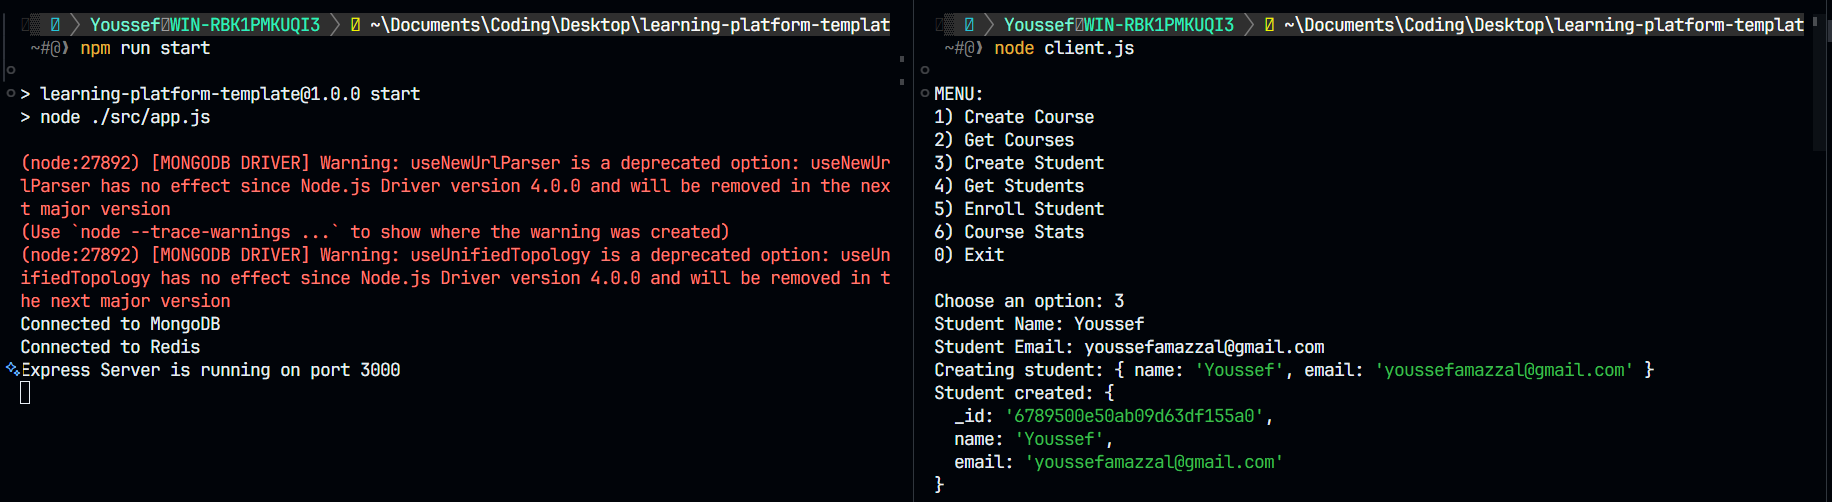 Youssef WIN-RBK1PMKUQI3 ~\Documents\Coding\Desktop\learning-platform-templat
~#@❯ npm run start
> learning-platform-template@1.0.0 start
> node ./src/app.js
(node:27892) [MONGODB DRIVER] Warning: useNewUrlParser is a deprecated option: useNewUr
lParser has no effect since Node.js Driver version 4.0.0 and will be removed in the nex
t major version
(Use `node --trace-warnings ...` to show where the warning was created)
(node:27892) [MONGODB DRIVER] Warning: useUnifiedTopology is a deprecated option: useUn
ifiedTopology has no effect since Node.js Driver version 4.0.0 and will be removed in t
he next major version
Connected to MongoDB
Connected to Redis
Express Server is running on port 3000
Youssef WIN-RBK1PMKUQI3 ~\Documents\Coding\Desktop\learning-platform-templat
~#@❯ node client.js
MENU:
1) Create Course
2) Get Courses
3) Create Student
4) Get Students
5) Enroll Student
6) Course Stats
0) Exit
Choose an option: 3
Student Name: Youssef
Student Email: youssefamazzal@gmail.com
Creating student: { name: 'Youssef', email: 'youssefamazzal@gmail.com' }
Student created: {
_id: '6789500e50ab09d63df155a0',
name: 'Youssef',
email: 'youssefamazzal@gmail.com'
}